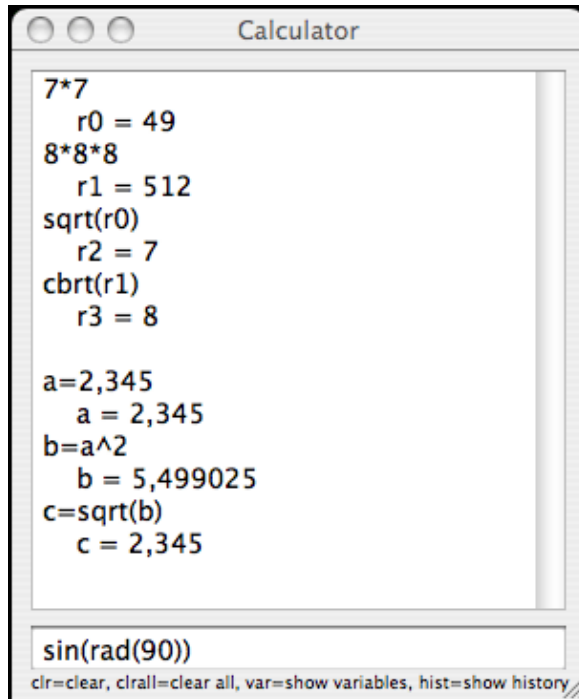 Calculator
7*7
r0 = 49
8*8*8
r1 = 512
sqrt(r0)
r2 = 7
cbrt(r1)
r3 = 8
a=2,345
a = 2,345
b=a^2
b = 5,499025
c=sqrt(b)
c = 2,345
sin(rad(90))
clr=clear, clrall=clear all, var=show variables, hist=show history